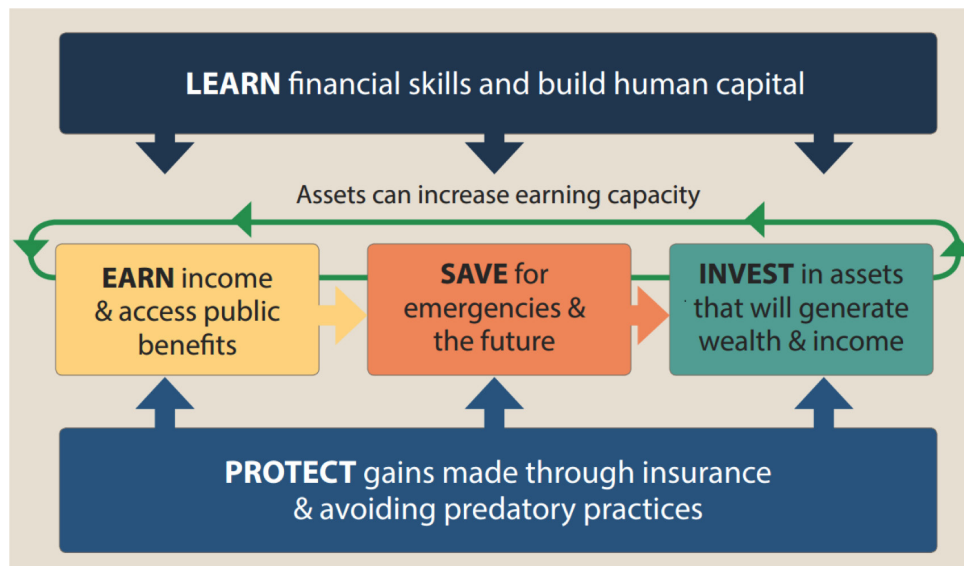 LEARN financial skills and build human capital
Assets can increase earning capacity
EARN income
& access public
benefits
SAVE for
emergencies &
the future
INVEST in assets
that will generate
wealth & income
PROTECT gains made through insurance
& avoiding predatory practices